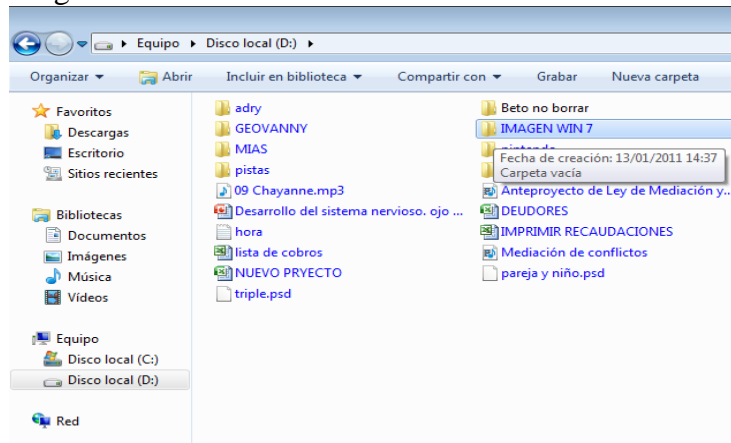 Equipo Disco local (D:)
Organizar Abrir Incluir en biblioteca Compartir con Grabar Nueva carpeta
Favoritos
Descargas
Escritorio
Sitios recientes
Bibliotecas
Documentos
Imágenes
Música
Vídeos
Equipo
Disco local (C:)
Disco local (D:)
Red
adry
GEOVANNY
MIAS
pistas
09 Chayanne.mp3
Desarrollo del sistema nervioso. ojo ...
hora
lista de cobros
NUEVO PRYECTO
triple.psd
Beto no borrar
IMAGEN WIN 7
Fecha de creación: 13/01/2011 14:37
Carpeta vacía
Anteproyecto de Ley de Mediación y...
DEUDORES
IMPRIMIR RECAUDACIONES
Mediación de conflictos
pareja y niño.psd